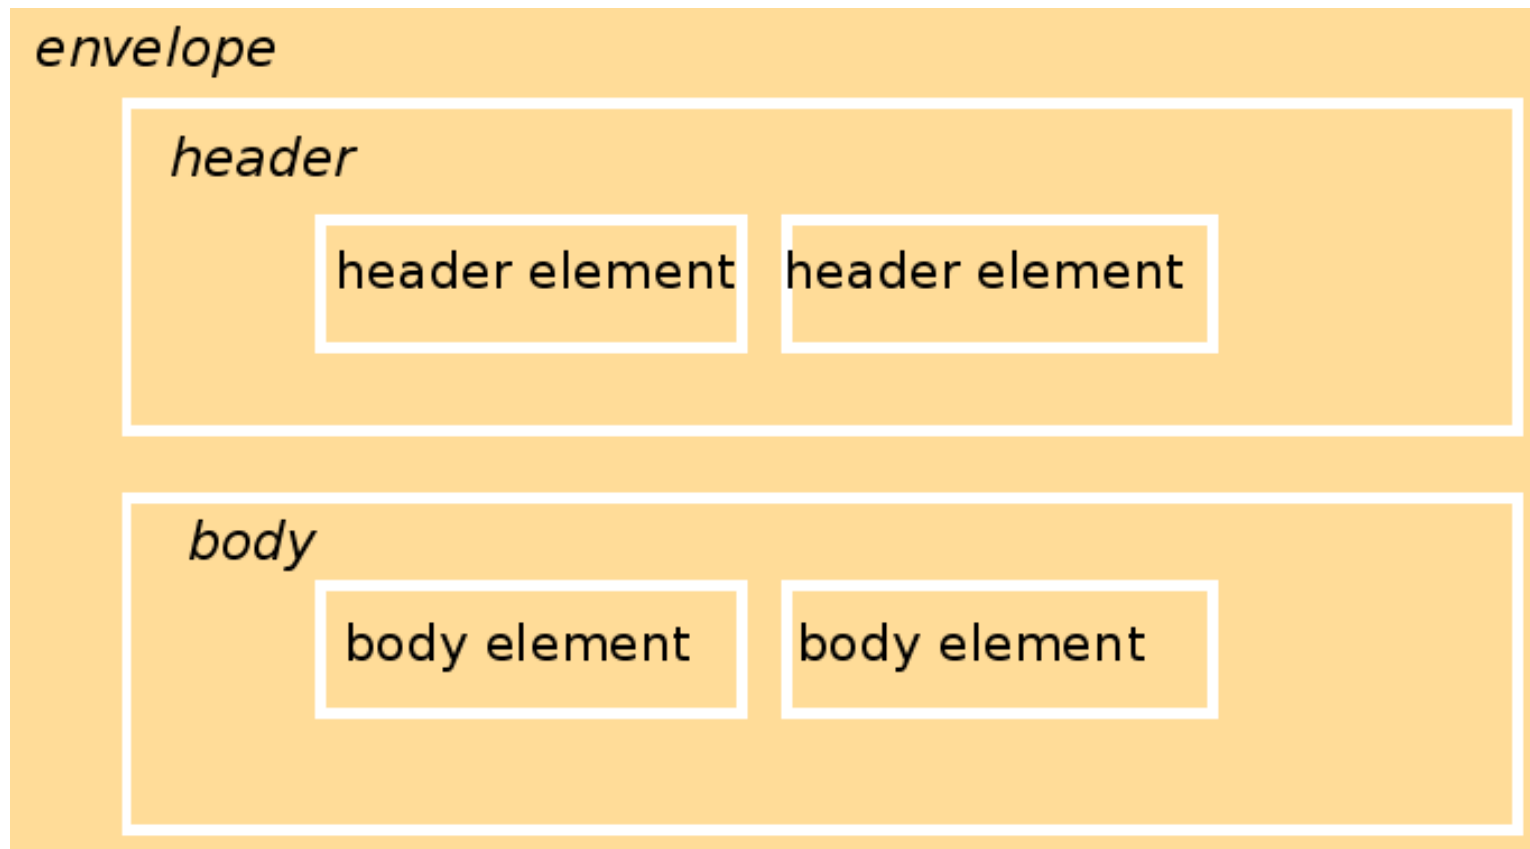 envelope
header
header element header element
body
body element body element